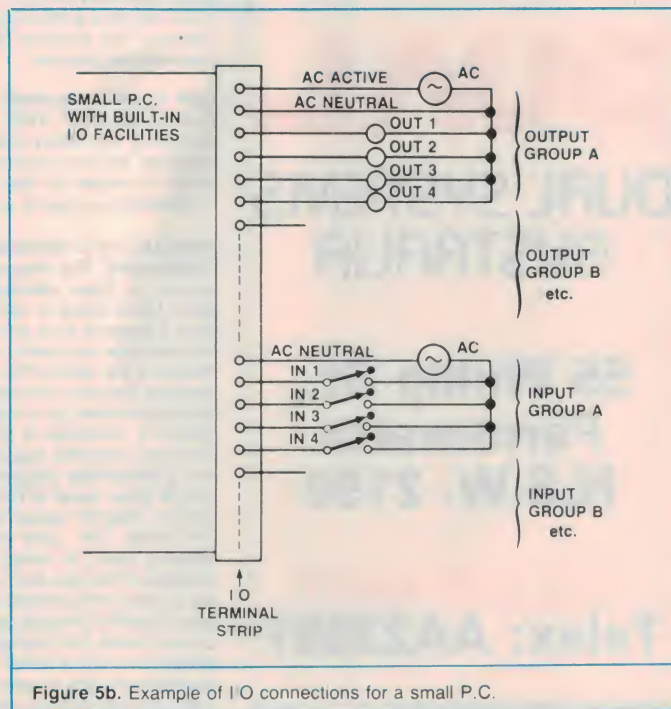 SMALL P.C.
WITH BUILT-IN
I/O FACILITIES
AC ACTIVE
AC
AC NEUTRAL
OUT 1
OUT 2
OUT 3
OUT 4
OUTPUT
GROUP A
OUTPUT
GROUP B
etc.
AC NEUTRAL
AC
IN 1
IN 2
IN 3
IN 4
INPUT
GROUP A
INPUT
GROUP B
etc.
I/O
TERMINAL
STRIP
Figure 5b. Example of I/O connections for a small P.C.